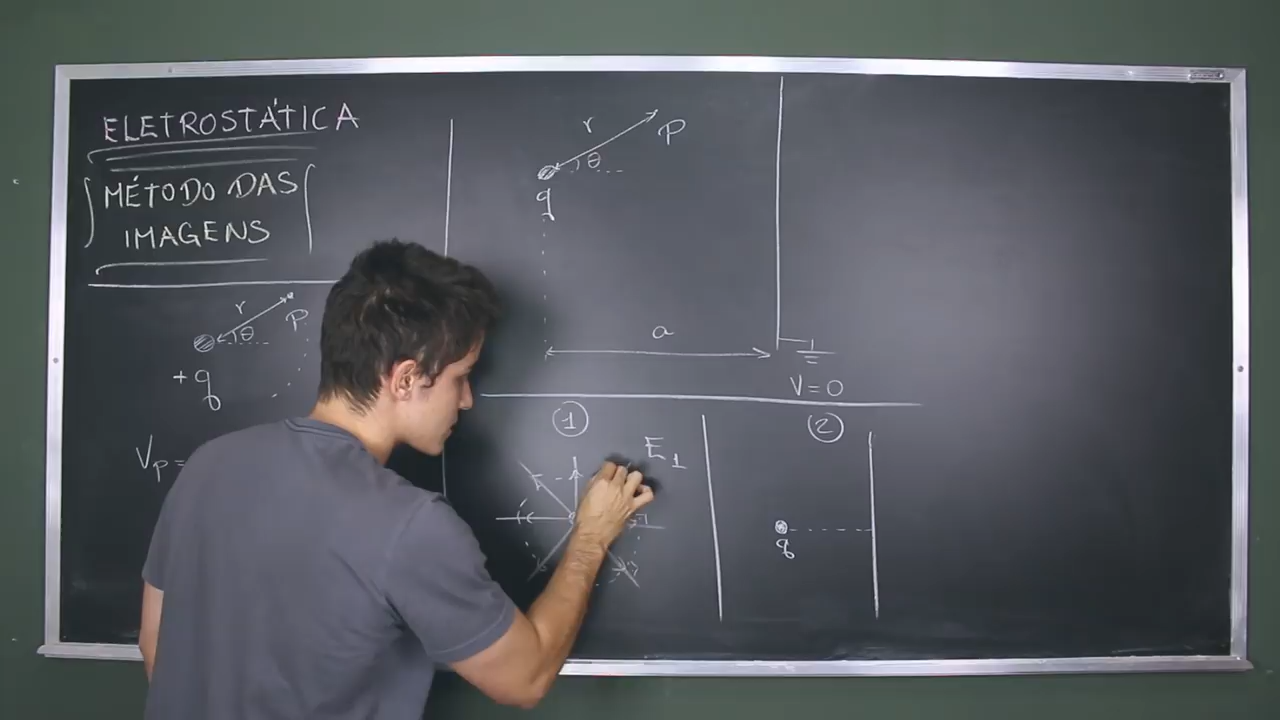 ELETROSTÁTICA
MÉTODO DAS
IMAGENS
r
θ
P
+q
Vp=
r
θ
P
q
a
V=0
1
E1
2
q